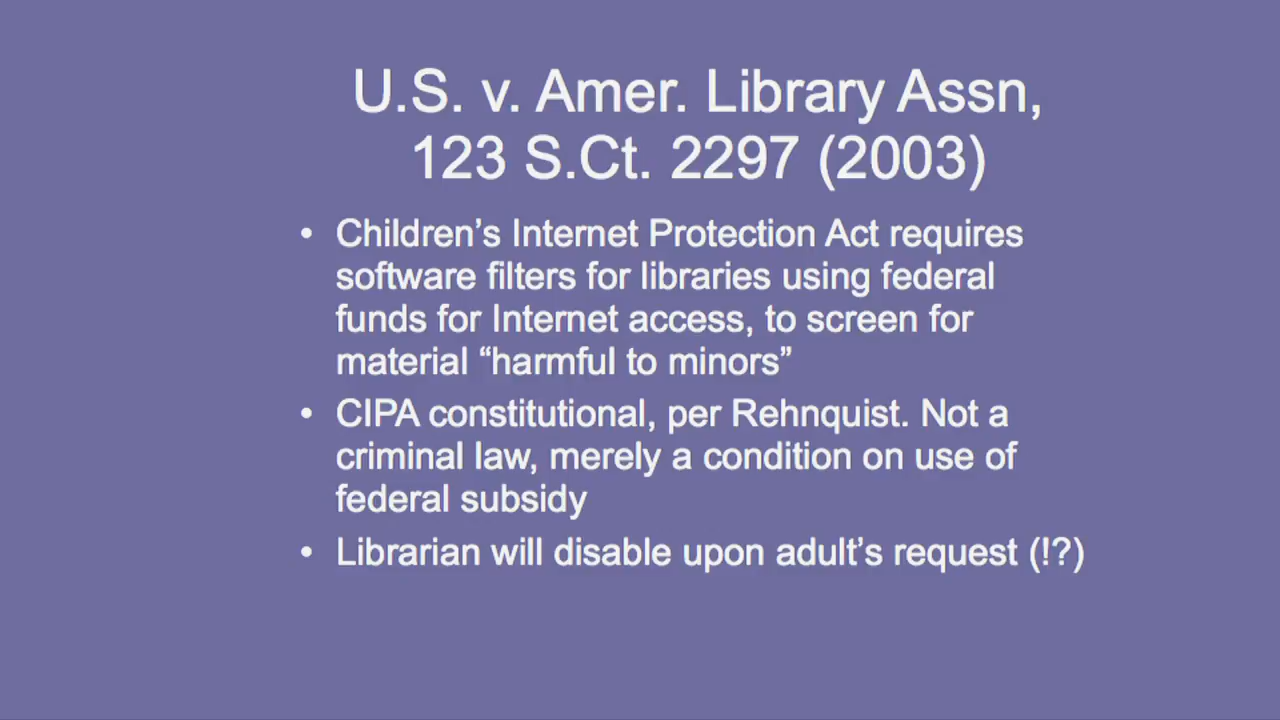 U.S. v. Amer. Library Assn,
123 S.Ct. 2297 (2003)
• Children’s Internet Protection Act requires
software filters for libraries using federal
funds for Internet access, to screen for
material “harmful to minors”
• CIPA constitutional, per Rehnquist. Not a
criminal law, merely a condition on use of
federal subsidy
• Librarian will disable upon adult’s request (!?)